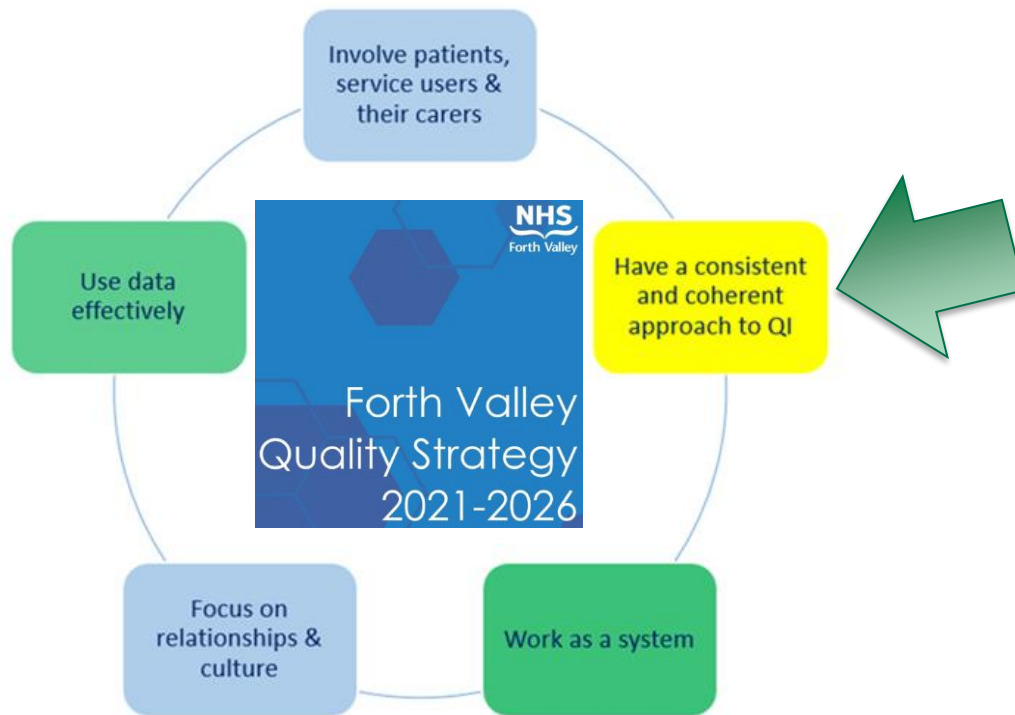 Involve patients,
service users &
their carers
NHS
Forth Valley
Use data
effectively
Have a consistent
and coherent
approach to QI
Forth Valley
Quality Strategy
2021-2026
Focus on
relationships &
culture
Work as a system